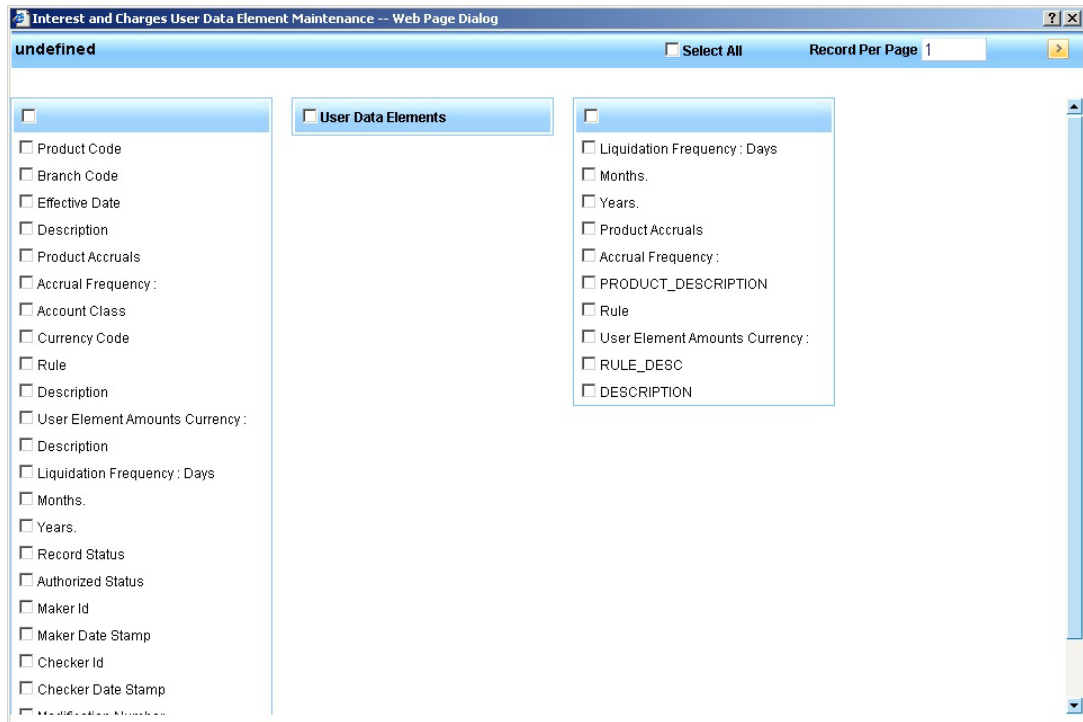 Interest and Charges User Data Element Maintenance -- Web Page Dialog
undefined
Select All
Record Per Page 1
Product Code
Branch Code
Effective Date
Description
Product Accruals
Accrual Frequency :
Account Class
Currency Code
Rule
Description
User Element Amounts Currency :
Description
Liquidation Frequency : Days
Months.
Years.
Record Status
Authorized Status
Maker Id
Maker Date Stamp
Checker Id
Checker Date Stamp
Modification Number
User Data Elements
Liquidation Frequency : Days
Months.
Years.
Product Accruals
Accrual Frequency :
PRODUCT_DESCRIPTION
Rule
User Element Amounts Currency :
RULE_DESC
DESCRIPTION